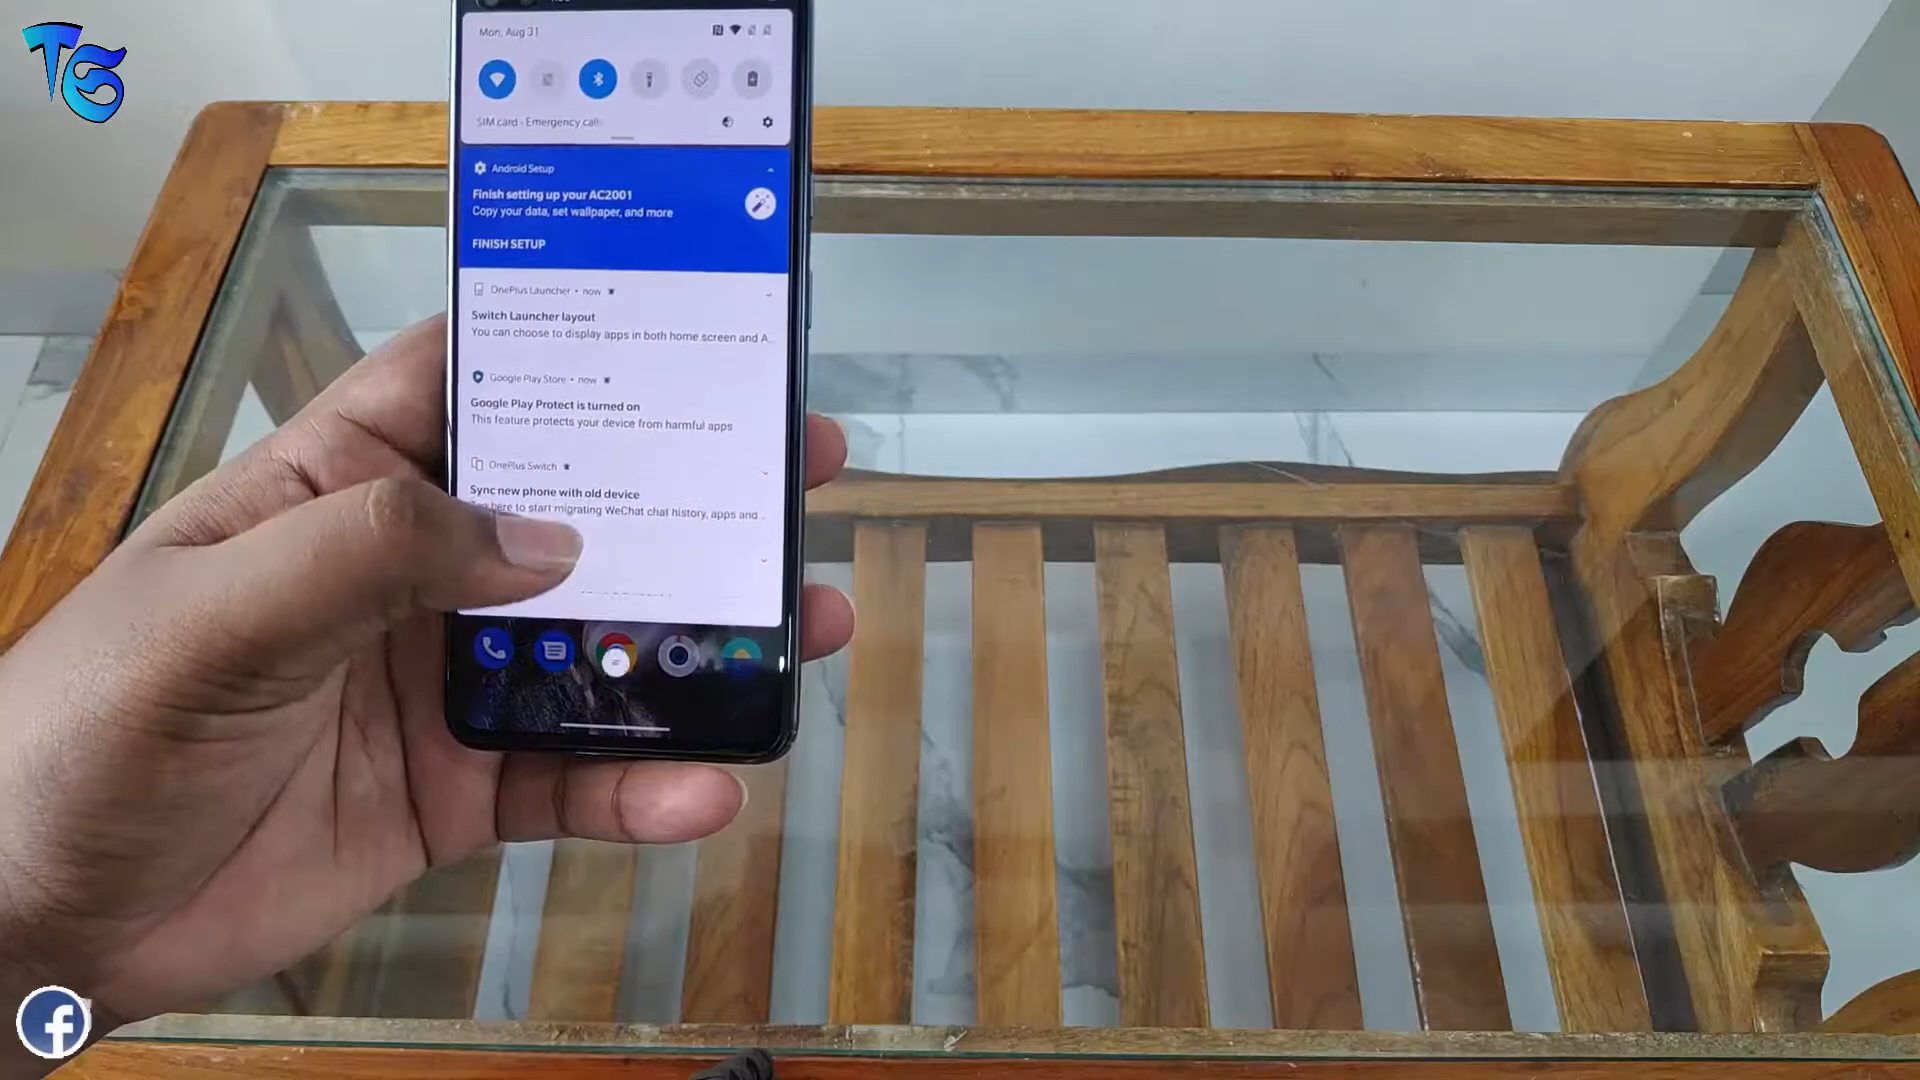 TS
Mon, Aug 31
SIM card - Emergency calls
Android Setup
Finish setting up your AC2001
Copy your data, set wallpaper, and more
FINISH SETUP
OnePlus Launcher • now
Switch Launcher layout
You can choose to display apps in both home screen and A..
Google Play Store • now
Google Play Protect is turned on
This feature protects your device from harmful apps
OnePlus Switch
Sync new phone with old device
here to start migrating WeChat chat history, apps and ..
f